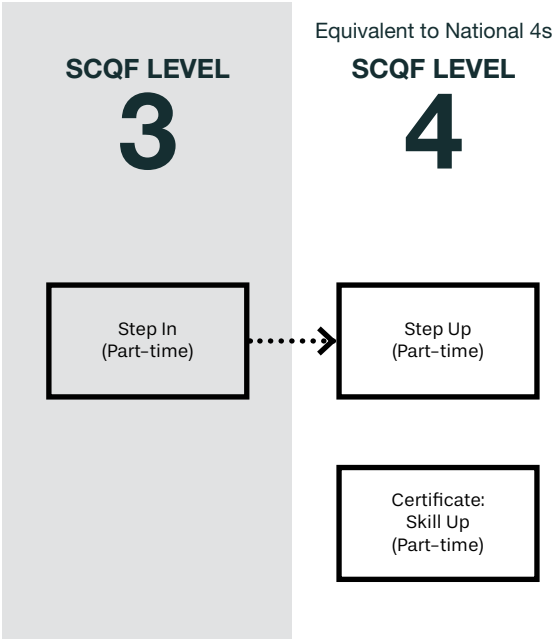 SCQF LEVEL
3
Equivalent to National 4s
SCQF LEVEL
4
Step In
(Part-time)
Step Up
(Part-time)
Certificate:
Skill Up
(Part-time)